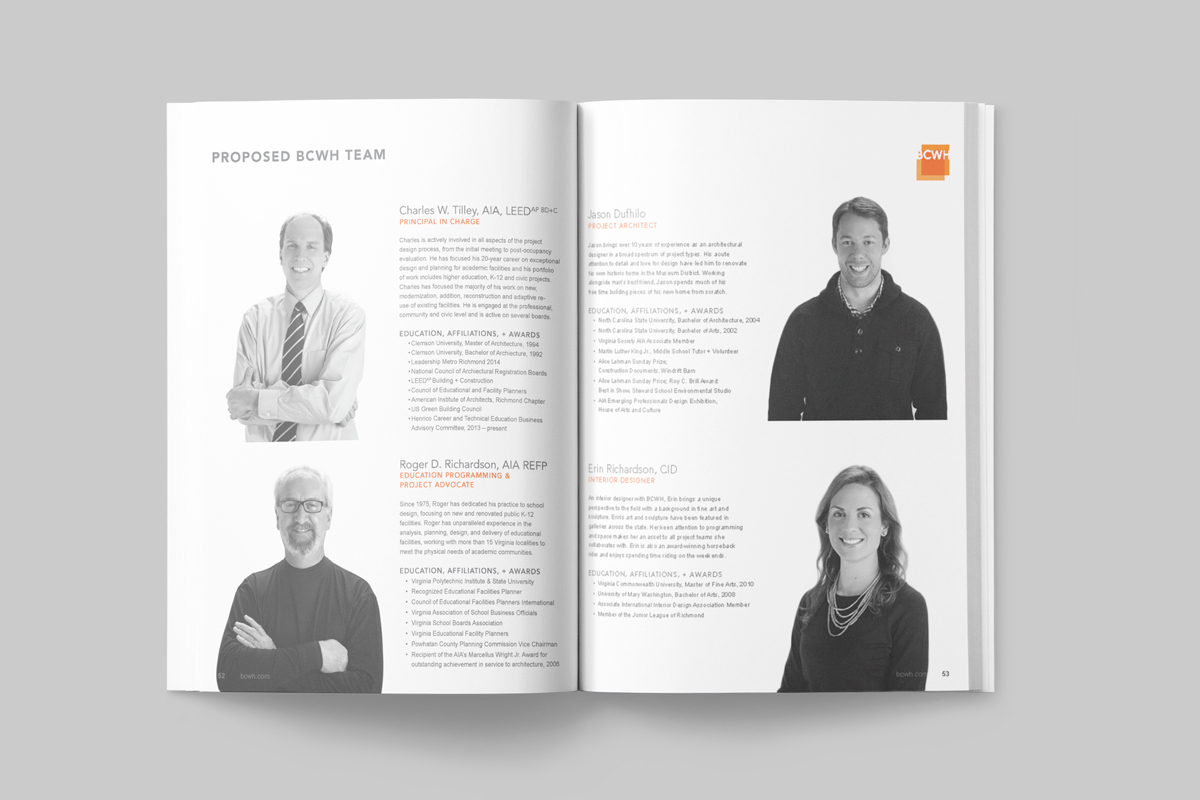 PROPOSED BCWH TEAM
Charles W. Tilley, AIA, LEED AP BD+C
PRINCIPAL IN CHARGE
Charles is actively involved in all aspects of the project
design process, from the initial meeting to post-occupancy
evaluation. He has focused his 20-year career on exceptional
design and planning for academic facilities and his portfolio
of work includes higher education, K-12 and civic projects.
Charles has focused the majority of his work on new,
modernization, addition, reconstruction and adaptive re-
use of existing facilities. He is engaged at the professional,
community and civic level and is active on several boards.
EDUCATION, AFFILIATIONS, + AWARDS
• Clemson University, Master of Architecture, 1994
• Clemson University, Bachelor of Architecture, 1992
• Leadership Metro Richmond 2014
• National Council of Architectural Registration Boards
• LEED AP Building + Construction
• Council of Educational and Facility Planners
• American Institute of Architects, Richmond Chapter
• US Green Building Council
• Henrico Career and Technical Education Business
Advisory Committee, 2013 – present
Roger D. Richardson, AIA REFP
EDUCATION PROGRAMMING &
PROJECT ADVOCATE
Since 1975, Roger has dedicated his practice to school
design, focusing on new and renovated public K-12
facilities. Roger has unparalleled experience in the
analysis, planning, design, and delivery of educational
facilities, working with more than 15 Virginia localities to
meet the physical needs of academic communities.
EDUCATION, AFFILIATIONS, + AWARDS
• Virginia Polytechnic Institute & State University
• Recognized Educational Facilities Planner
• Council of Educational Facilities Planners International
• Virginia Association of School Business Officials
• Virginia School Boards Association
• Virginia Educational Facility Planners
• Powhatan County Planning Commission Vice Chairman
• Recipient of the AIA's Marcellus Wright Jr. Award for
outstanding achievement in service to architecture, 2006
52 bcwh.com
BCWH
Jason Dufhilo
PROJECT ARCHITECT
Jason brings over 10 years of experience as an architectural
designer in a broad spectrum of project types. His acute
attention to detail and love for design have led him to renovate
his own historic home in the Museum District. Working
alongside man's best friend, Jason spends much of his
free time building pieces of his new home from scratch.
EDUCATION, AFFILIATIONS, + AWARDS
• North Carolina State University, Bachelor of Architecture, 2004
• North Carolina State University, Bachelor of Arts, 2002
• Virginia Society AIA Associate Member
• Martin Luther King Jr., Middle School Tutor + Volunteer
• Alive Lehman Sunday Prize,
Construction Documents, Windrift Barn
• Alive Lehman Sunday Prize, Roy C. Brill Award:
Best in Show, Steward School Environmental Studio
• AIA Emerging Professionals Design Exhibition,
House of Arts and Culture
Erin Richardson, CID
INTERIOR DESIGNER
An interior designer with BCWH, Erin brings a unique
perspective to the field with a background in fine art and
sculpture. Erin's art and sculpture have been featured in
galleries across the state. Her keen attention to programming
and space makes her an asset to all project teams she
collaborates with. Erin is also an award-winning horseback
rider and enjoys spending time riding on the weekends.
EDUCATION, AFFILIATIONS, + AWARDS
• Virginia Commonwealth University, Master of Fine Arts, 2010
• University of Mary Washington, Bachelor of Arts, 2008
• Associate International Interior Design Association Member
• Member of the Junior League of Richmond
bcwh.com 53